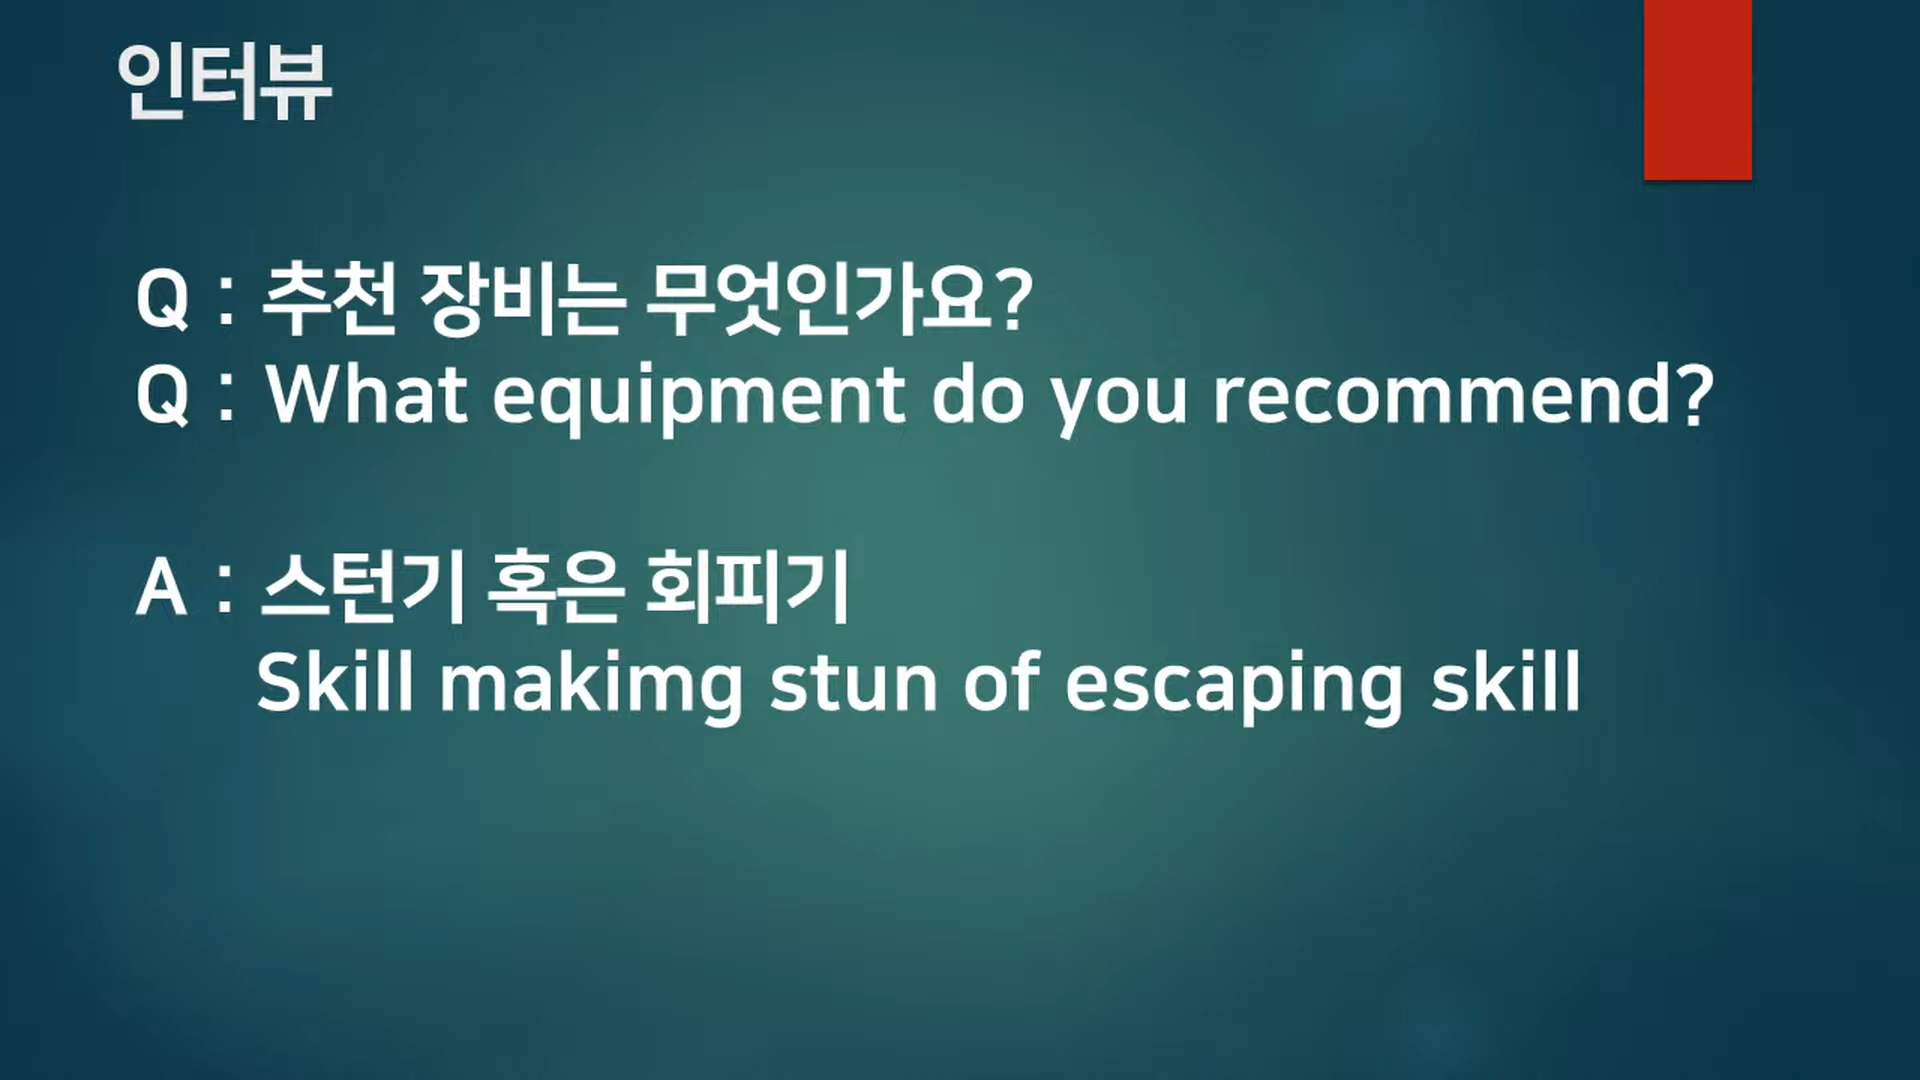 인터뷰
Q : 추천 장비는 무엇인가요?
Q : What equipment do you recommend?
A : 스턴기 혹은 회피기
Skill makimg stun of escaping skill